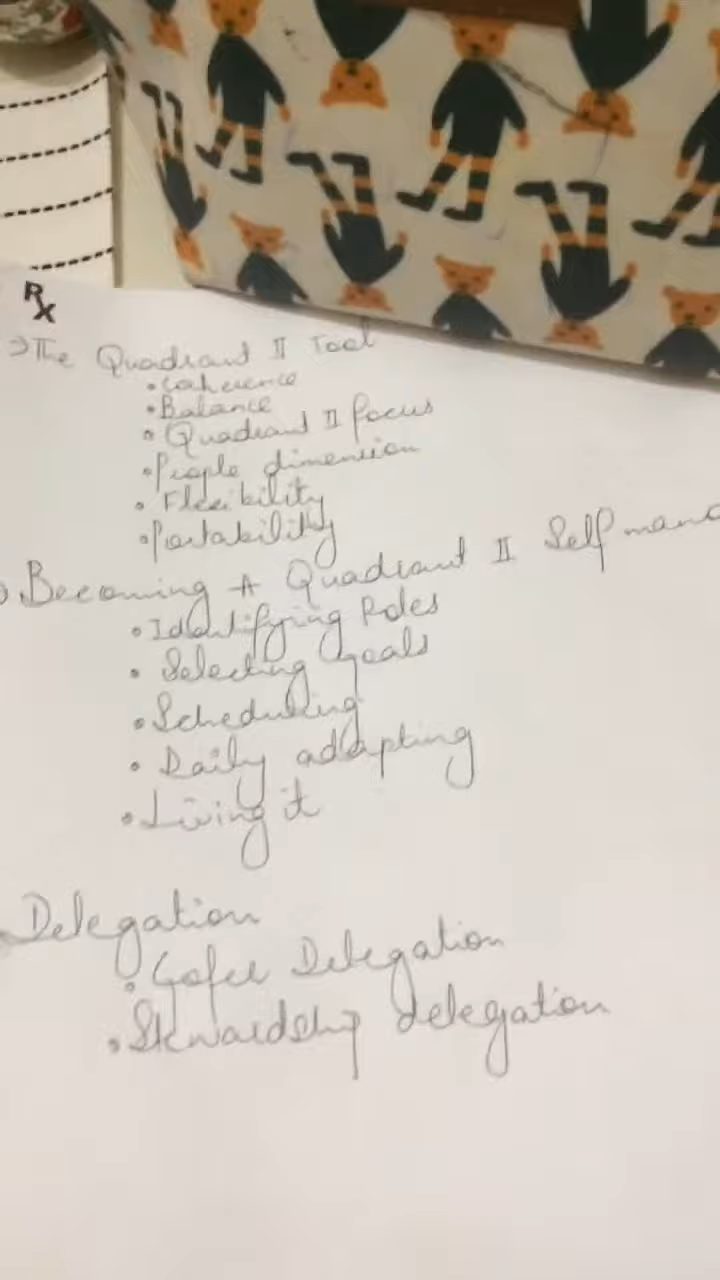 Rx
⇒The Quadrant II Tool
• Coherence
• Balance
• Quadrant II focus
• People dimension
• Flexibility
• Portability
Becoming A Quadrant II Self mana
• Identifying Roles
• Selecting goals
• Scheduling
• Daily adapting
• Living it
Delegation
• Gofer Delegation
• Stewardship delegation